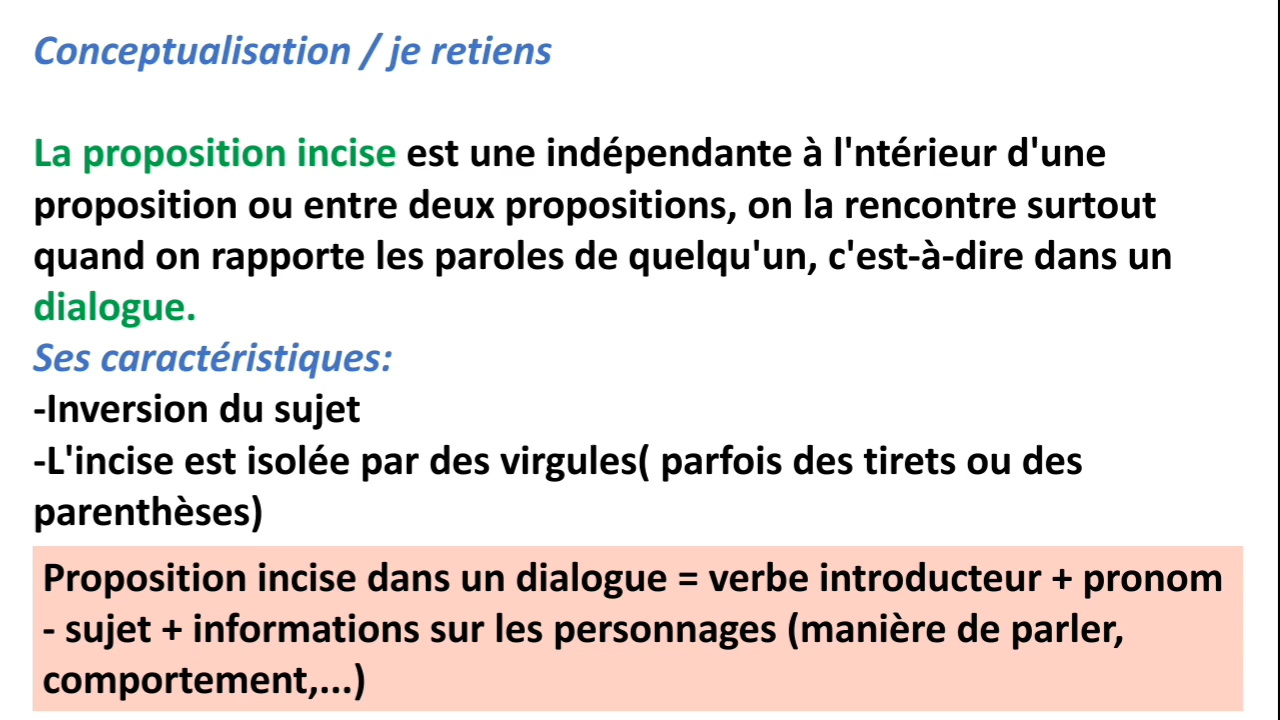 Conceptualisation / je retiens
La proposition incise est une indépendante à l'ntérieur d'une
proposition ou entre deux propositions, on la rencontre surtout
quand on rapporte les paroles de quelqu'un, c'est-à-dire dans un
dialogue.
Ses caractéristiques:
-Inversion du sujet
-L'incise est isolée par des virgules( parfois des tirets ou des
parenthèses)
Proposition incise dans un dialogue = verbe introducteur + pronom
- sujet + informations sur les personnages (manière de parler,
comportement,...)